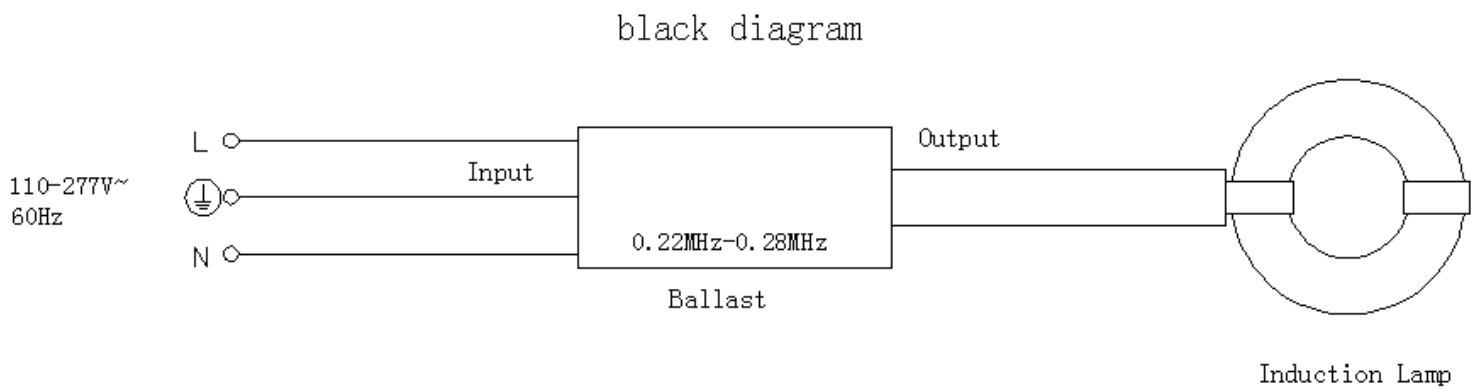 black diagram
L
Output
Input
110-277V~
60Hz
N
0.22MHz-0.28MHz
Ballast
Induction Lamp